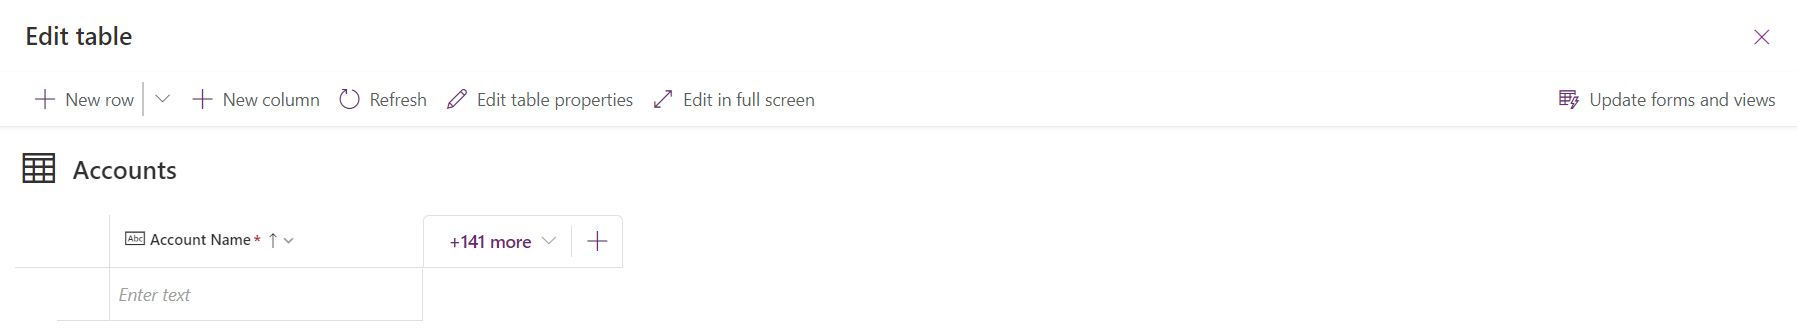 Edit table
New row New column Refresh Edit table properties Edit in full screen Update forms and views
Accounts
Abc Account Name * +141 more
Enter text